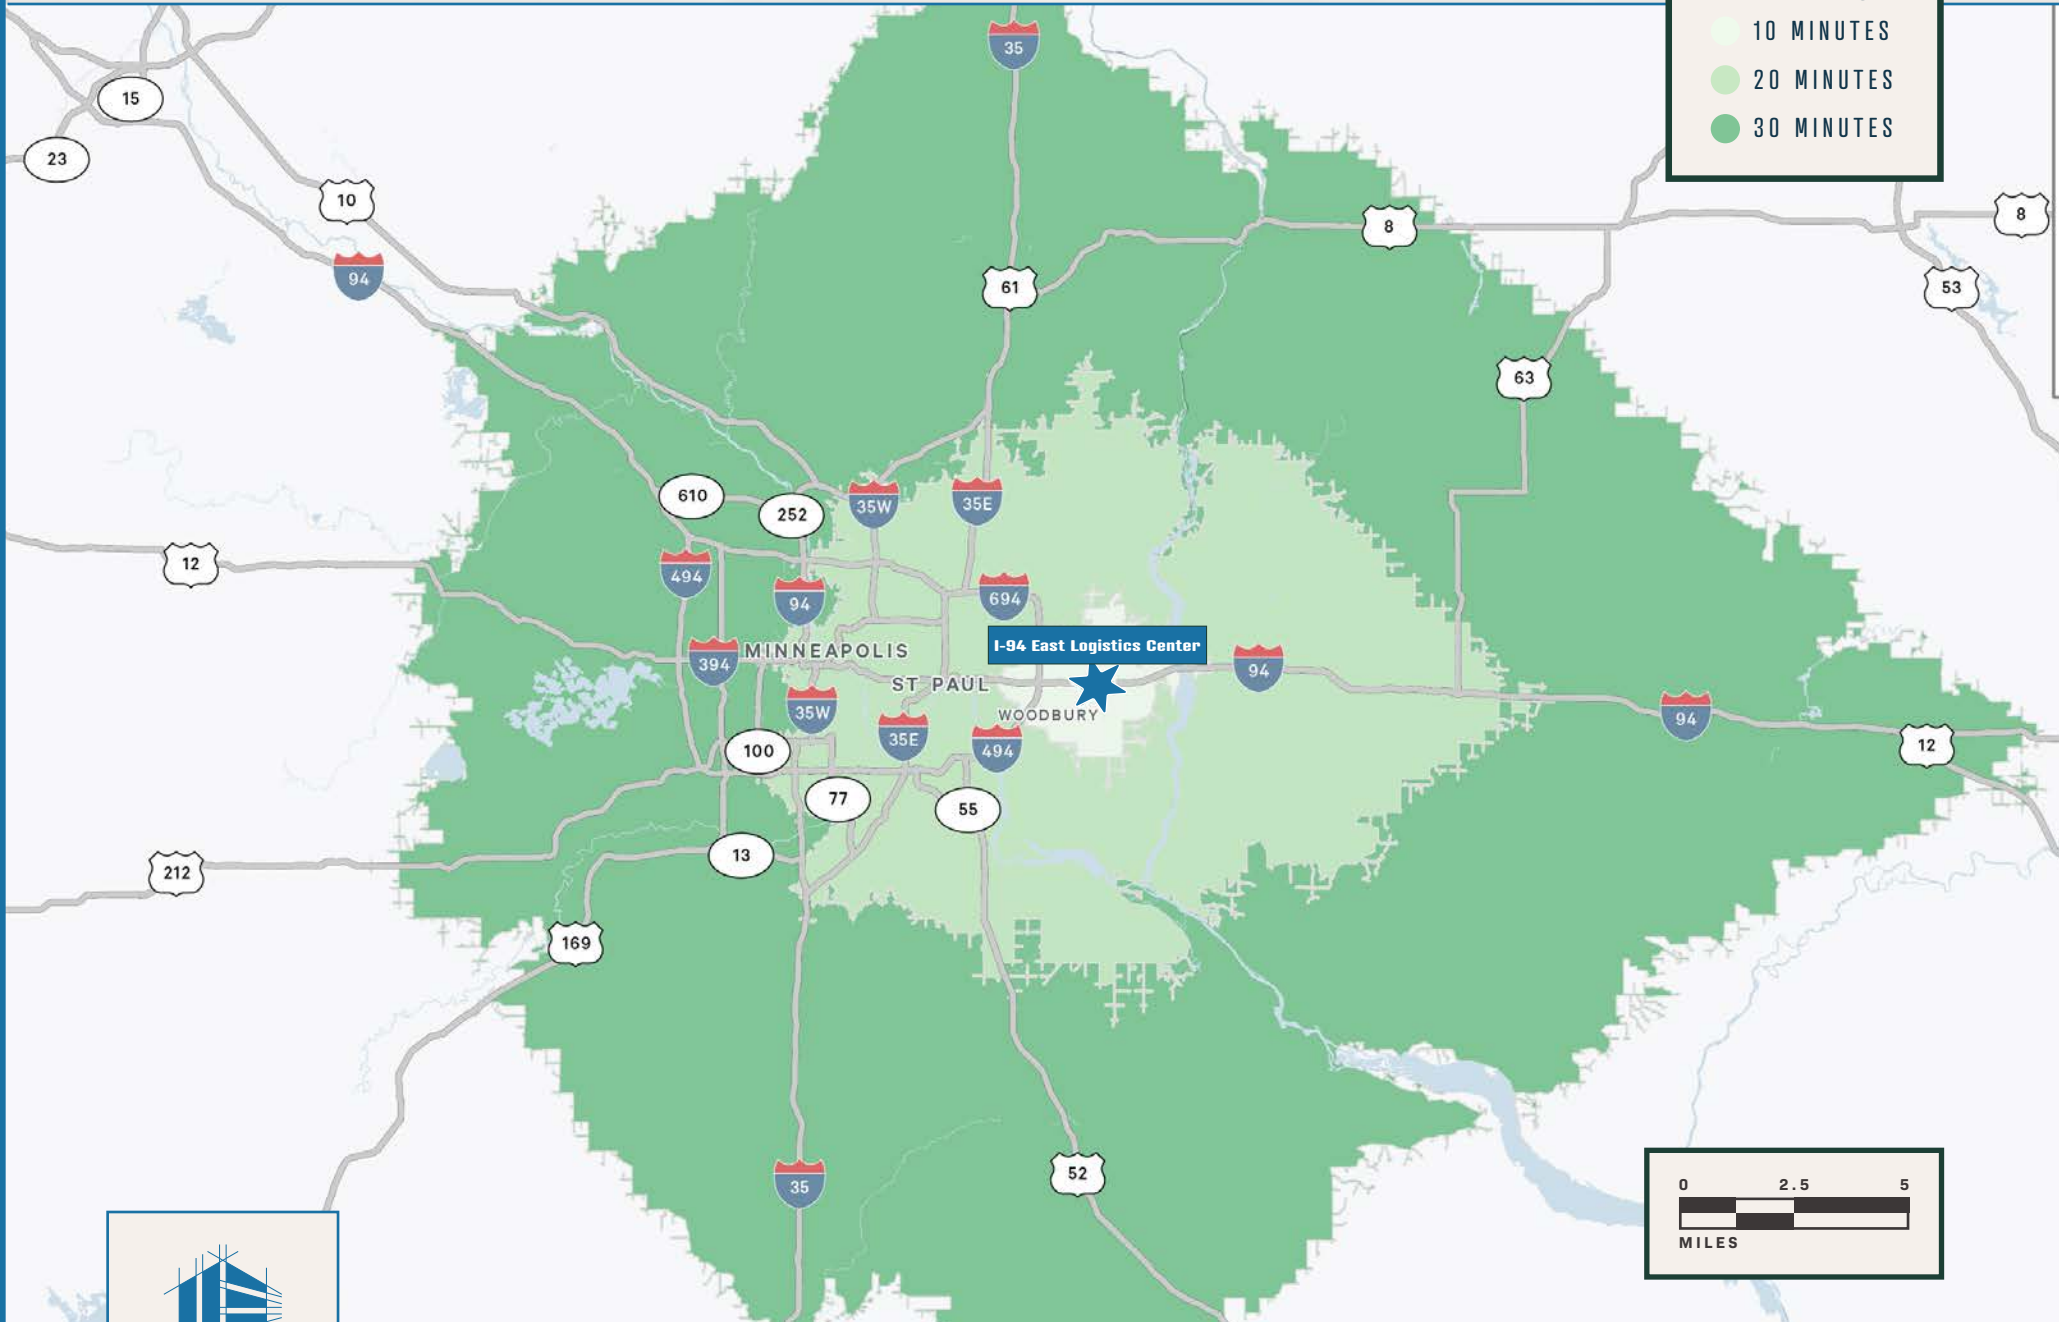 10 MINUTES
20 MINUTES
30 MINUTES
35
15
23
10
8
8
94
61
53
63
610
252
35W
35E
12
494
94
694
I-94 East Logistics Center
MINNEAPOLIS
394
94
ST PAUL
35W
WOODBURY
94
35E
494
100
12
77
55
13
212
169
52
35
0 2.5 5
MILES